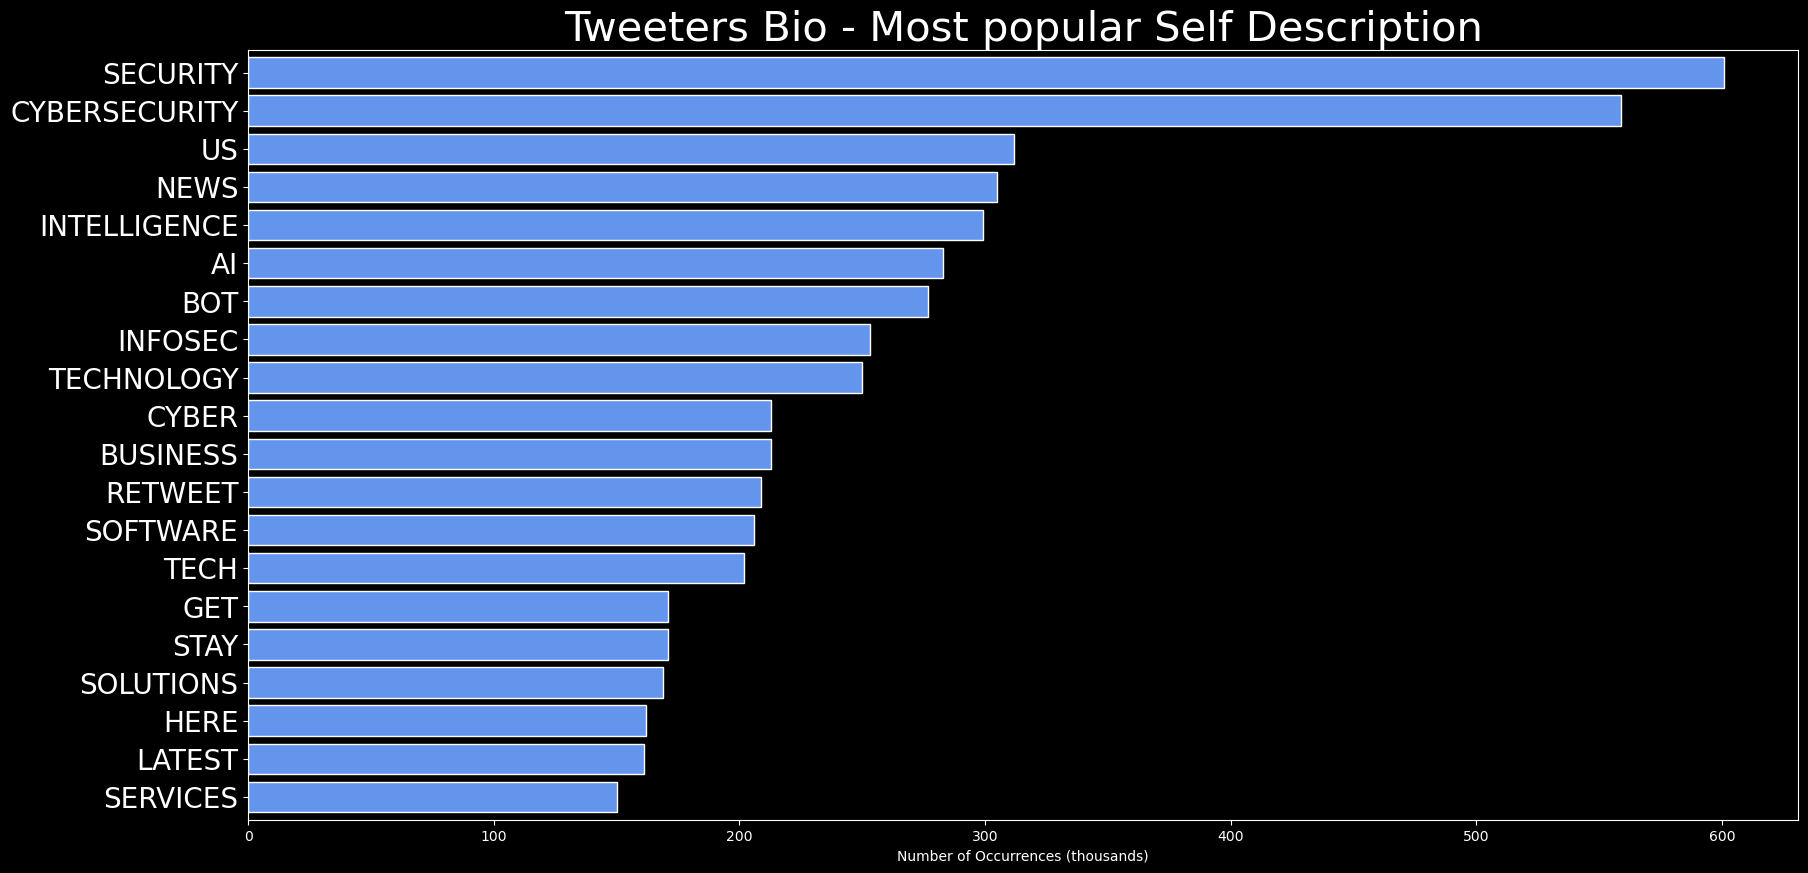 Tweeters Bio - Most popular Self Description
SECURITY
CYBERSECURITY
US
NEWS
INTELLIGENCE
AI
BOT
INFOSEC
TECHNOLOGY
CYBER
BUSINESS
RETWEET
SOFTWARE
TECH
GET
STAY
SOLUTIONS
HERE
LATEST
SERVICES
0 100 200 300 400 500 600
Number of Occurrences (thousands)